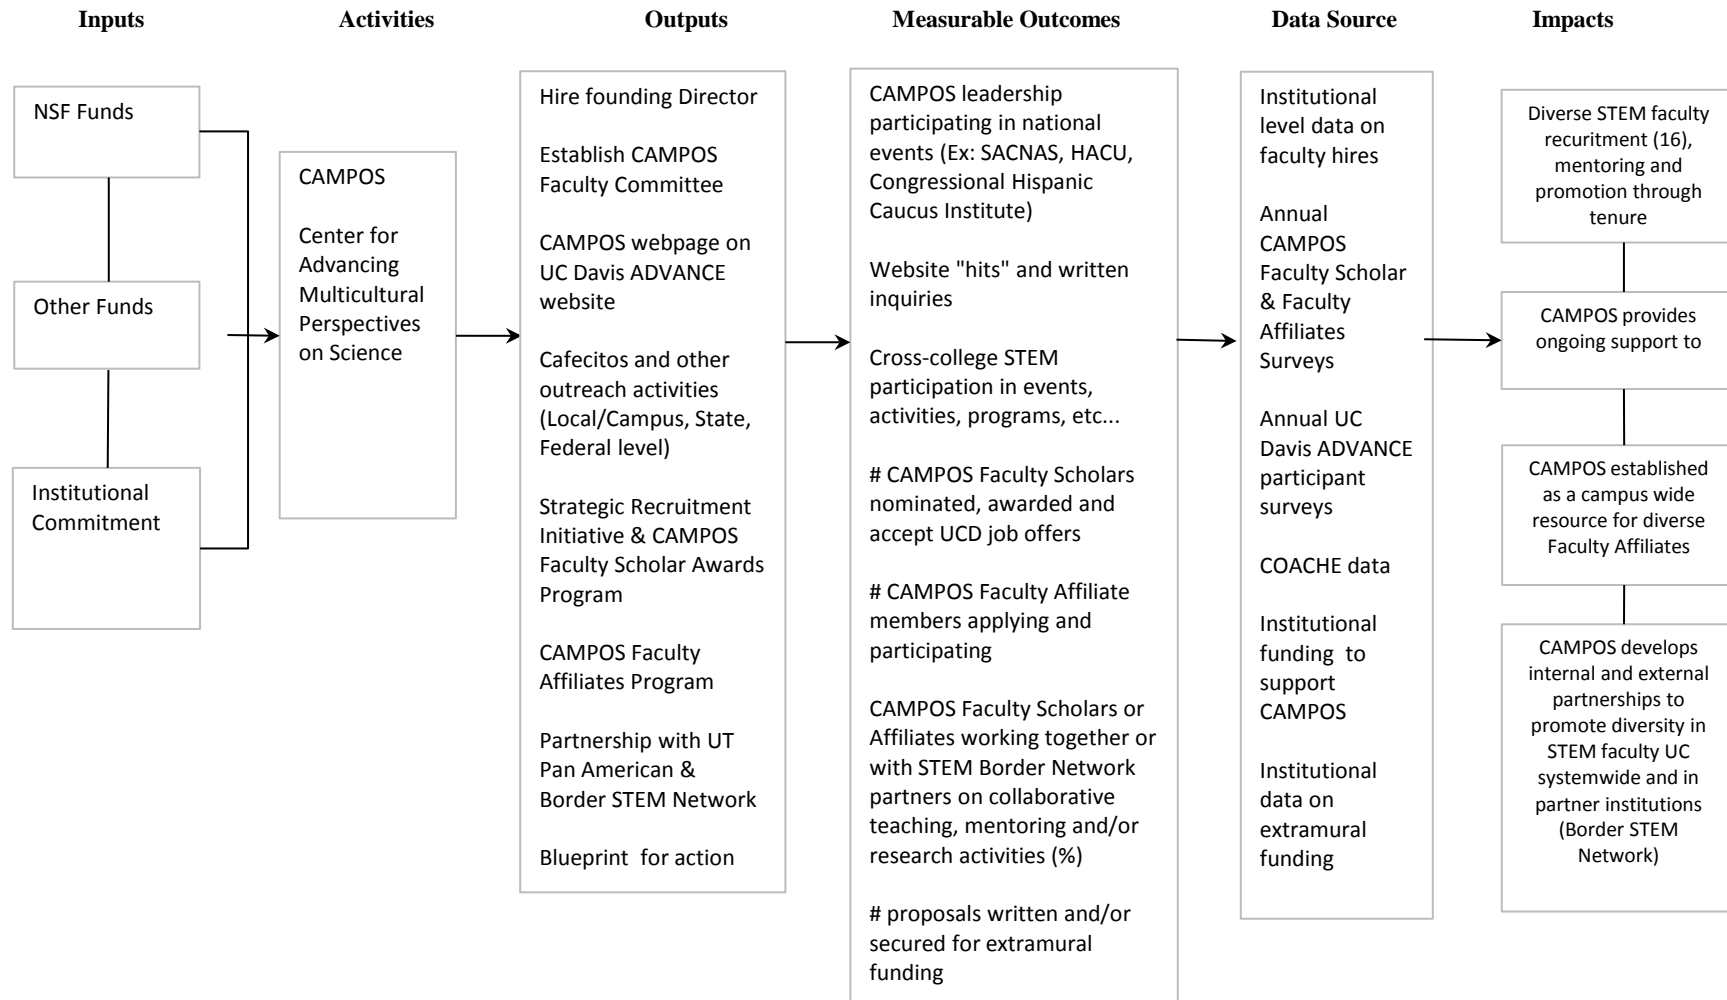 Inputs
Activities
Outputs
Measurable Outcomes
Data Source
Impacts
NSF Funds
Other Funds
Institutional
Commitment
CAMPOS
Center for
Advancing
Multicultural
Perspectives
on Science
Hire founding Director
Establish CAMPOS
Faculty Committee
CAMPOS webpage on
UC Davis ADVANCE
website
Cafecitos and other
outreach activities
(Local/Campus, State,
Federal level)
Strategic Recruitment
Initiative & CAMPOS
Faculty Scholar Awards
Program
CAMPOS Faculty
Affiliates Program
Partnership with UT
Pan American &
Border STEM Network
Blueprint for action
CAMPOS leadership
participating in national
events (Ex: SACNAS, HACU,
Congressional Hispanic
Caucus Institute)
Website "hits" and written
inquiries
Cross-college STEM
participation in events,
activities, programs, etc...
# CAMPOS Faculty Scholars
nominated, awarded and
accept UCD job offers
# CAMPOS Faculty Affiliate
members applying and
participating
CAMPOS Faculty Scholars or
Affiliates working together or
with STEM Border Network
partners on collaborative
teaching, mentoring and/or
research activities (%)
# proposals written and/or
secured for extramural
funding
Institutional
level data on
faculty hires
Annual
CAMPOS
Faculty Scholar
& Faculty
Affiliates
Surveys
Annual UC
Davis ADVANCE
participant
surveys
COACHE data
Institutional
funding to
support
CAMPOS
Institutional
data on
extramural
funding
Diverse STEM faculty
recuritment (16),
mentoring and
promotion through
tenure
CAMPOS provides
ongoing support to
CAMPOS established
as a campus wide
resource for diverse
Faculty Affiliates
CAMPOS develops
internal and external
partnerships to
promote diversity in
STEM faculty UC
systemwide and in
partner institutions
(Border STEM
Network)